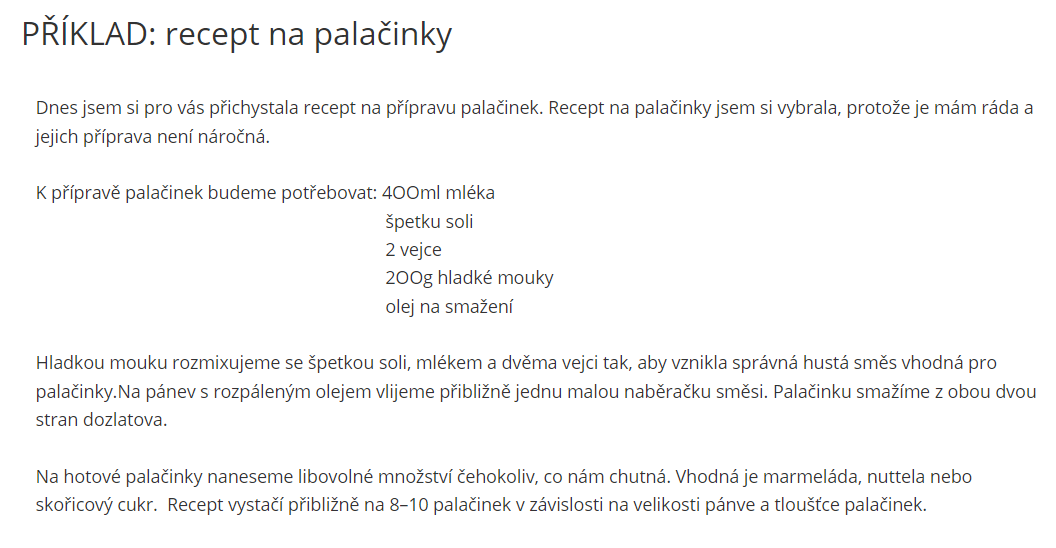 PŘÍKLAD: recept na palačinky
Dnes jsem si pro vás přichystala recept na přípravu palačinek. Recept na palačinky jsem si vybrala, protože je mám ráda a
jejich příprava není náročná.
K přípravě palačinek budeme potřebovat: 4OOml mléka
špetku soli
2 vejce
2OOg hladké mouky
olej na smažení
Hladkou mouku rozmixujeme se špetkou soli, mlékem a dvěma vejci tak, aby vznikla správná hustá směs vhodná pro
palačinky.Na pánev s rozpáleným olejem vlijeme přibližně jednu malou naběračku směsi. Palačinku smažíme z obou dvou
stran dozlatova.
Na hotové palačinky naneseme libovolné množství čehokoliv, co nám chutná. Vhodná je marmeláda, nuttela nebo
skořicový cukr.  Recept vystačí přibližně na 8–10 palačinek v závislosti na velikosti pánve a tloušťce palačinek.